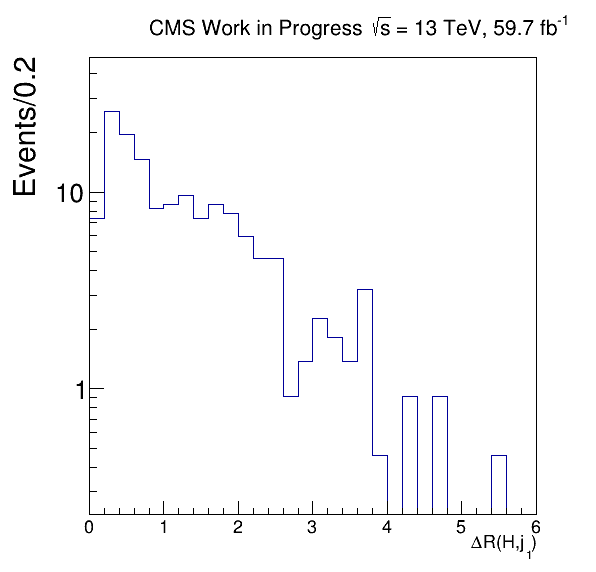 CMS Work in Progress √s = 13 TeV, 59.7 fb⁻¹
Events/0.2
10
1
0 1 2 3 4 5 6
ΔR(H,j₁)